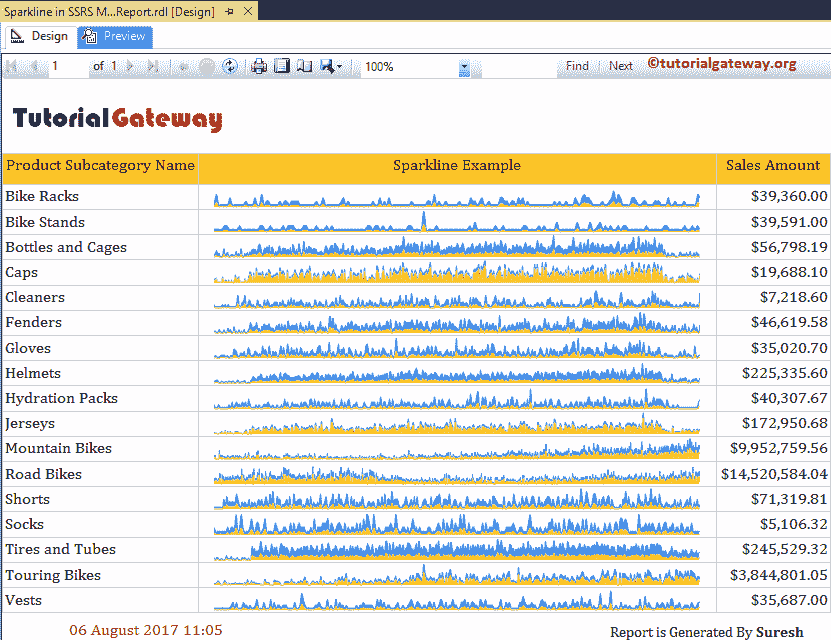 Sparkline in SSRS M...Report.rdl [Design]
Design Preview
1 of 1 100% Find Next ©tutorialgateway.org
TutorialGateway
Product Subcategory Name Sparkline Example Sales Amount
Bike Racks $39,360.00
Bike Stands $39,591.00
Bottles and Cages $56,798.19
Caps $19,688.10
Cleaners $7,218.60
Fenders $46,619.58
Gloves $35,020.70
Helmets $225,335.60
Hydration Packs $40,307.67
Jerseys $172,950.68
Mountain Bikes $9,952,759.56
Road Bikes $14,520,584.04
Shorts $71,319.81
Socks $5,106.32
Tires and Tubes $245,529.32
Touring Bikes $3,844,801.05
Vests $35,687.00
06 August 2017 11:05 Report is Generated By Suresh